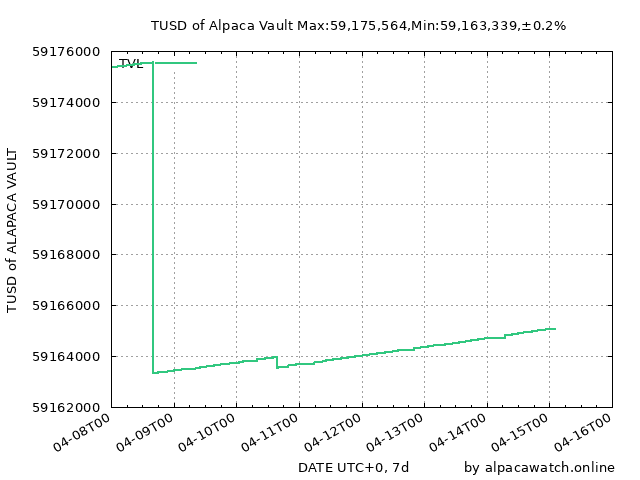 TUSD of Alpaca Vault Max:59,175,564,Min:59,163,339,±0.2%
59176000
TVL
59174000
59172000
59170000
59168000
59166000
59164000
59162000
TUSD of ALAPACA VAULT
04-08T00
04-09T00
04-10T00
04-11T00
04-12T00
04-13T00
04-14T00
04-15T00
04-16T00
DATE UTC+0, 7d
by alpacawatch.online